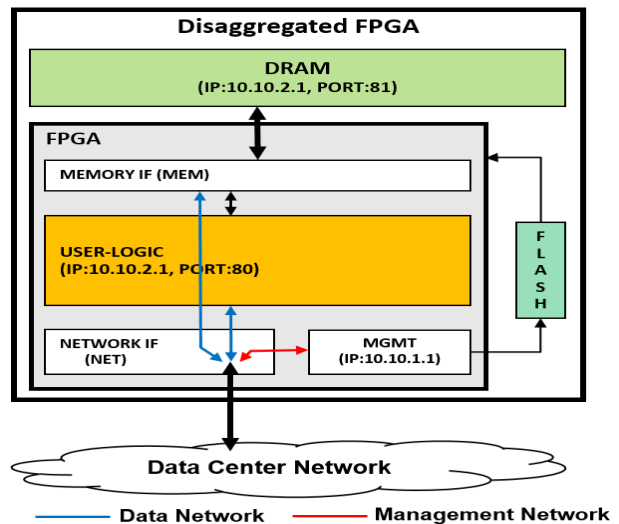 Disaggregated FPGA
DRAM
(IP:10.10.2.1, PORT:81)
FPGA
MEMORY IF (MEM)
USER-LOGIC
(IP:10.10.2.1, PORT:80)
FLASH
NETWORK IF
(NET)
MGMT
(IP:10.10.1.1)
Data Center Network
Data Network
Management Network